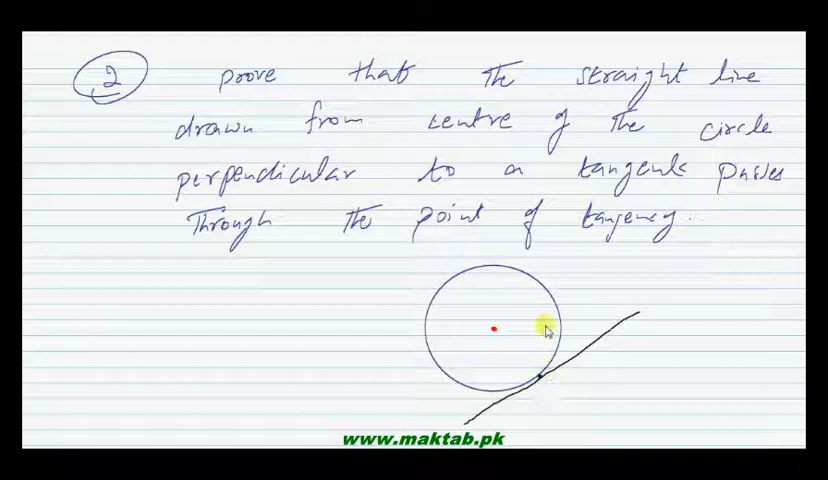 2 prove that the straight line
drawn from centre of the circle
perpendicular to a tangent passes
Through the point of tangency.
www.maktab.pk